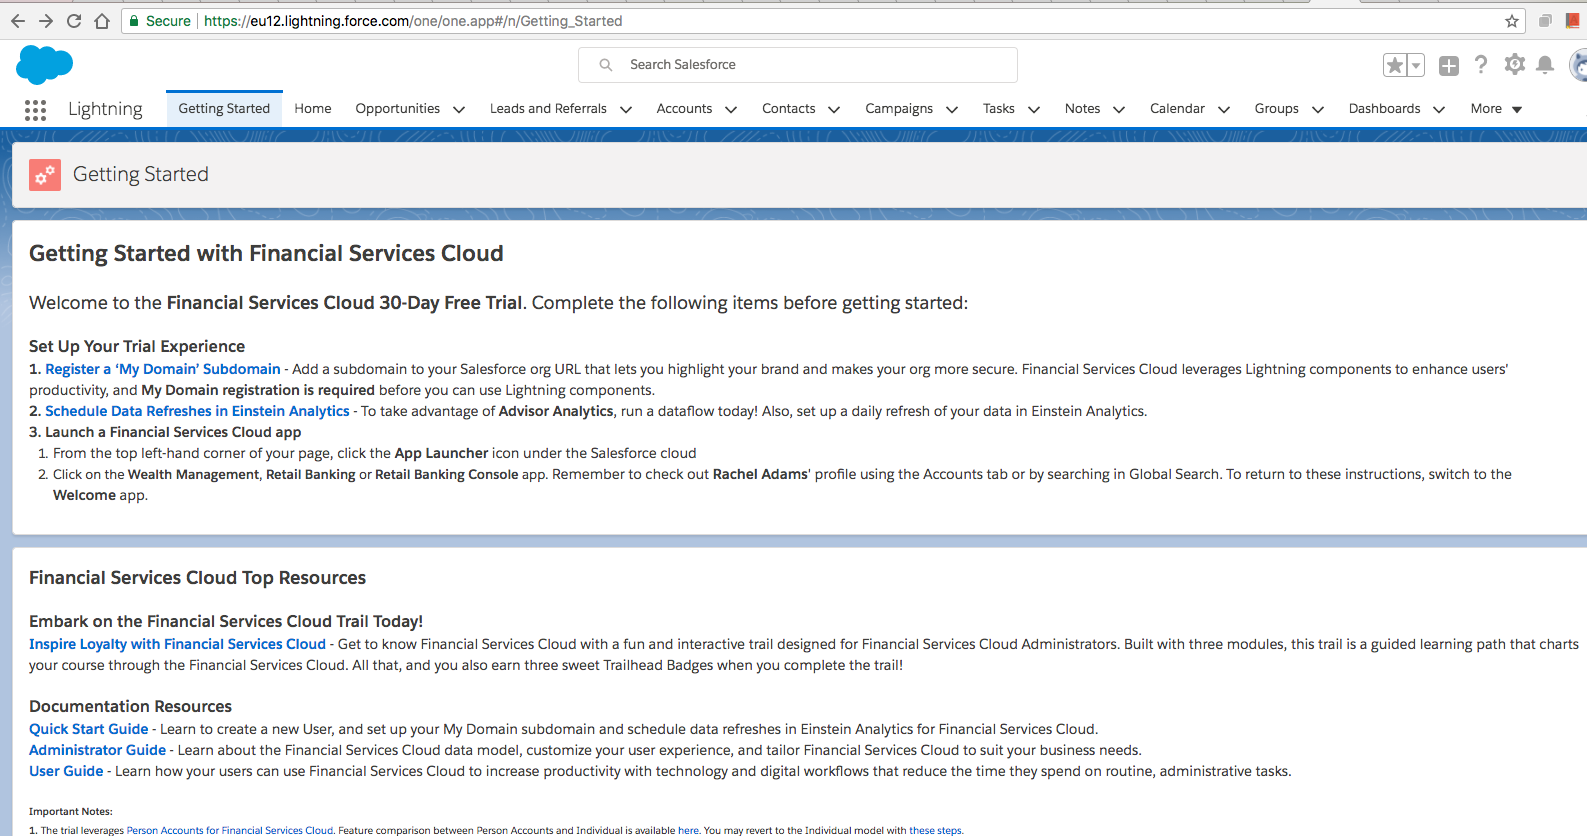 Secure https://eu12.lightning.force.com/one/one.app#/n/Getting_Started
Search Salesforce
Lightning Getting Started Home Opportunities Leads and Referrals Accounts Contacts Campaigns Tasks Notes Calendar Groups Dashboards More
Getting Started
Getting Started with Financial Services Cloud
Welcome to the Financial Services Cloud 30-Day Free Trial. Complete the following items before getting started:
Set Up Your Trial Experience
1. Register a ‘My Domain’ Subdomain - Add a subdomain to your Salesforce org URL that lets you highlight your brand and makes your org more secure. Financial Services Cloud leverages Lightning components to enhance users'
productivity, and My Domain registration is required before you can use Lightning components.
2. Schedule Data Refreshes in Einstein Analytics - To take advantage of Advisor Analytics, run a dataflow today! Also, set up a daily refresh of your data in Einstein Analytics.
3. Launch a Financial Services Cloud app
1. From the top left-hand corner of your page, click the App Launcher icon under the Salesforce cloud
2. Click on the Wealth Management, Retail Banking or Retail Banking Console app. Remember to check out Rachel Adams' profile using the Accounts tab or by searching in Global Search. To return to these instructions, switch to the
Welcome app.
Financial Services Cloud Top Resources
Embark on the Financial Services Cloud Trail Today!
Inspire Loyalty with Financial Services Cloud - Get to know Financial Services Cloud with a fun and interactive trail designed for Financial Services Cloud Administrators. Built with three modules, this trail is a guided learning path that charts
your course through the Financial Services Cloud. All that, and you also earn three sweet Trailhead Badges when you complete the trail!
Documentation Resources
Quick Start Guide - Learn to create a new User, and set up your My Domain subdomain and schedule data refreshes in Einstein Analytics for Financial Services Cloud.
Administrator Guide - Learn about the Financial Services Cloud data model, customize your user experience, and tailor Financial Services Cloud to suit your business needs.
User Guide - Learn how your users can use Financial Services Cloud to increase productivity with technology and digital workflows that reduce the time they spend on routine, administrative tasks.
Important Notes:
1. The trial leverages Person Accounts for Financial Services Cloud. Feature comparison between Person Accounts and Individual is available here. You may revert to the Individual model with these steps.